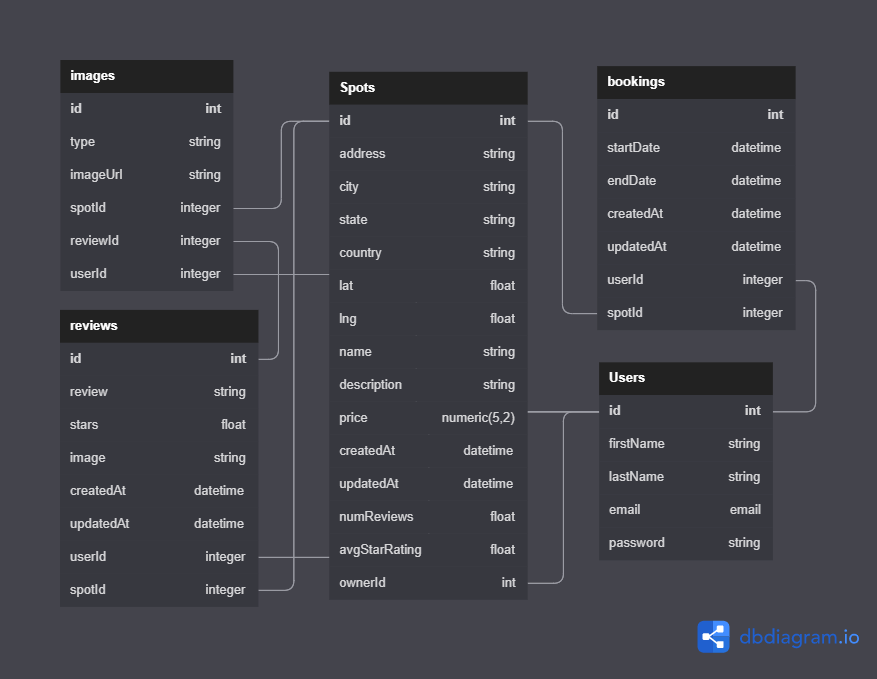 images
id int
type string
imageUrl string
spotId integer
reviewId integer
userId integer
reviews
id int
review string
stars float
image string
createdAt datetime
updatedAt datetime
userId integer
spotId integer
Spots
id int
address string
city string
state string
country string
lat float
lng float
name string
description string
price numeric(5,2)
createdAt datetime
updatedAt datetime
numReviews float
avgStarRating float
ownerId int
bookings
id int
startDate datetime
endDate datetime
createdAt datetime
updatedAt datetime
userId integer
spotId integer
Users
id int
firstName string
lastName string
email email
password string
dbdiagram.io